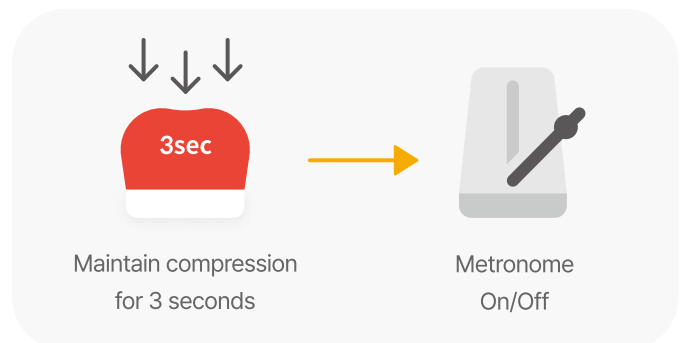 3sec
Maintain compression
for 3 seconds
Metronome
On/Off